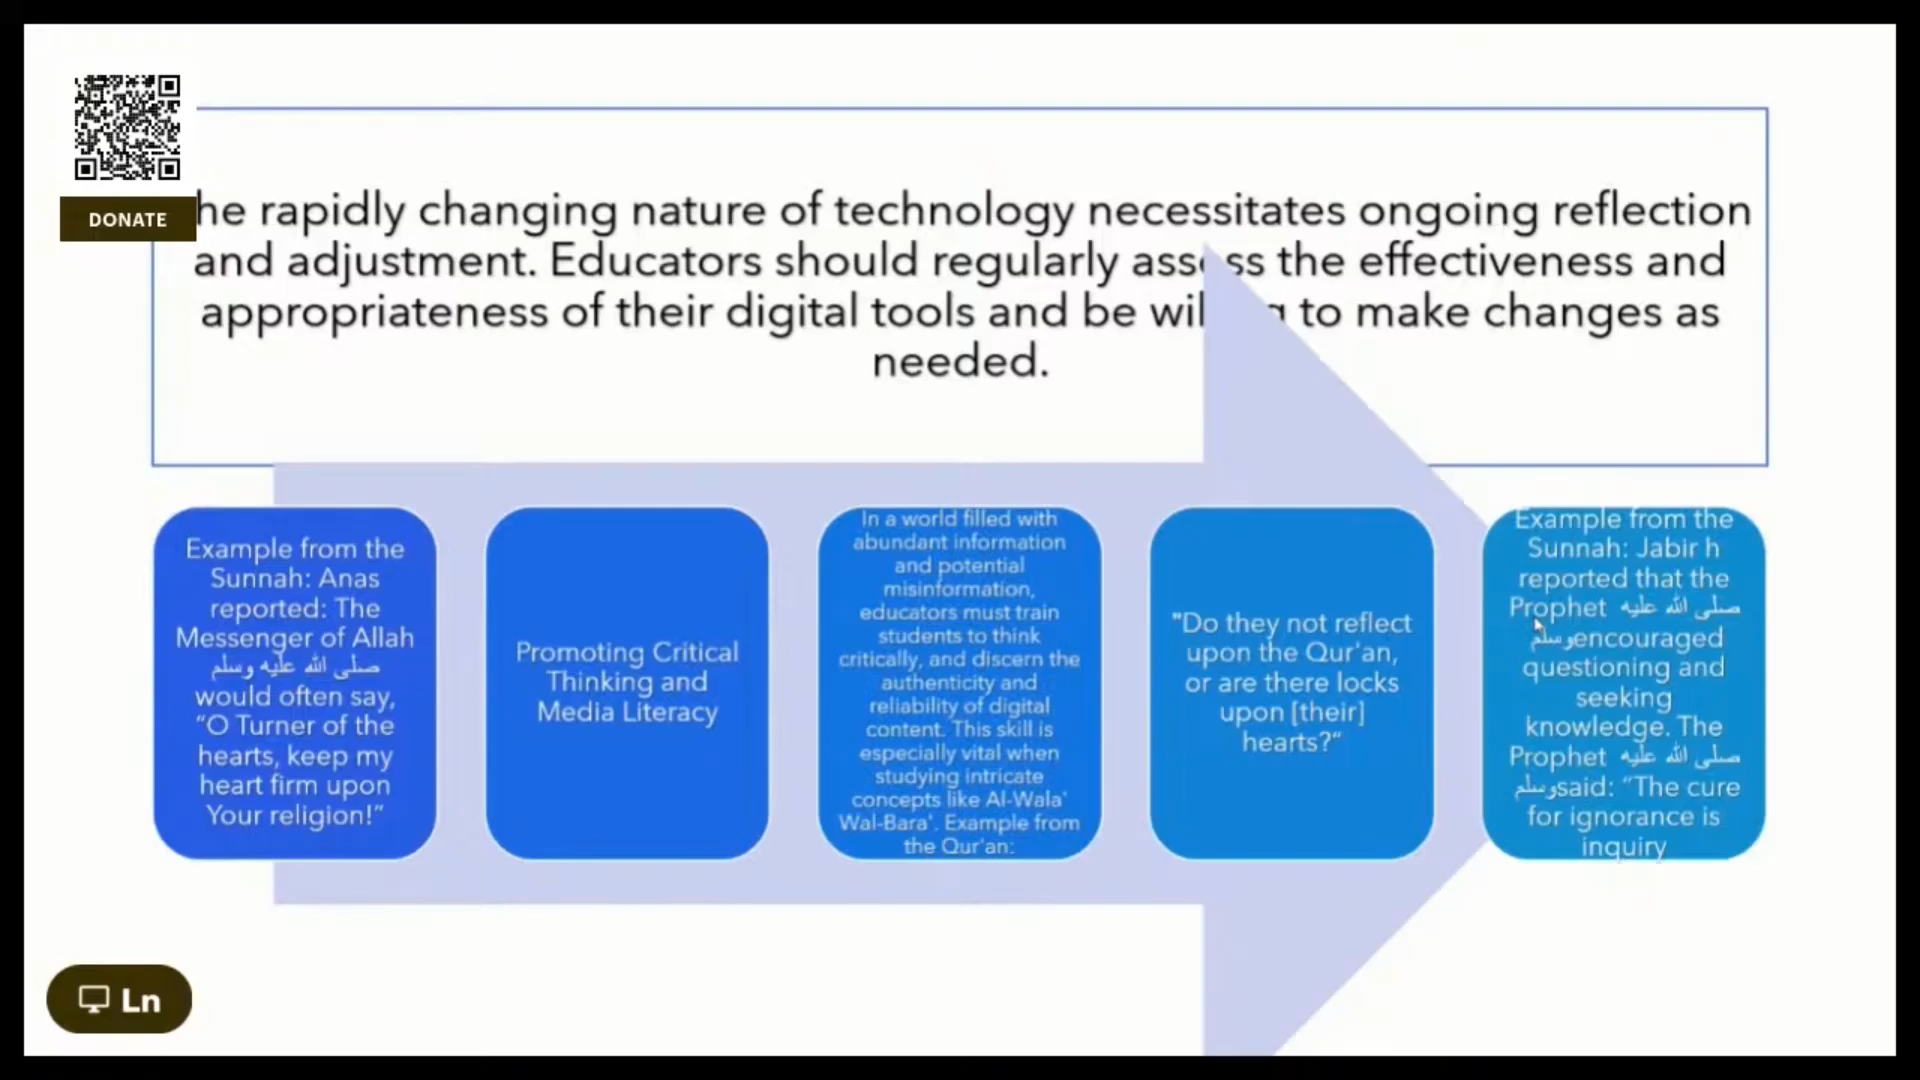 DONATE
he rapidly changing nature of technology necessitates ongoing reflection
and adjustment. Educators should regularly assess the effectiveness and
appropriateness of their digital tools and be to make changes as
needed.
Example from the
Sunnah: Anas
reported: The
Messenger of Allah
صلى الله عليه وسلم
would often say,
“O Turner of the
hearts, keep my
heart firm upon
Your religion!”
Promoting Critical
Thinking and
Media Literacy
In a world filled with
abundant information
and potential
misinformation,
educators must train
students to think
critically, and discern the
authenticity and
reliability of digital
content. This skill is
especially vital when
studying intricate
concepts like Al-Wala'
Wal-Bara'. Example from
the Qur'an:
"Do they not reflect
upon the Qur'an,
or are there locks
upon [their]
hearts?“
Example from the
Sunnah: Jabir h
reported that the
Prophet صلى الله عليه
وسلمencouraged
questioning and
seeking
knowledge. The
Prophet صلى الله عليه
وسلمsaid: “The cure
for ignorance is
inquiry
Ln